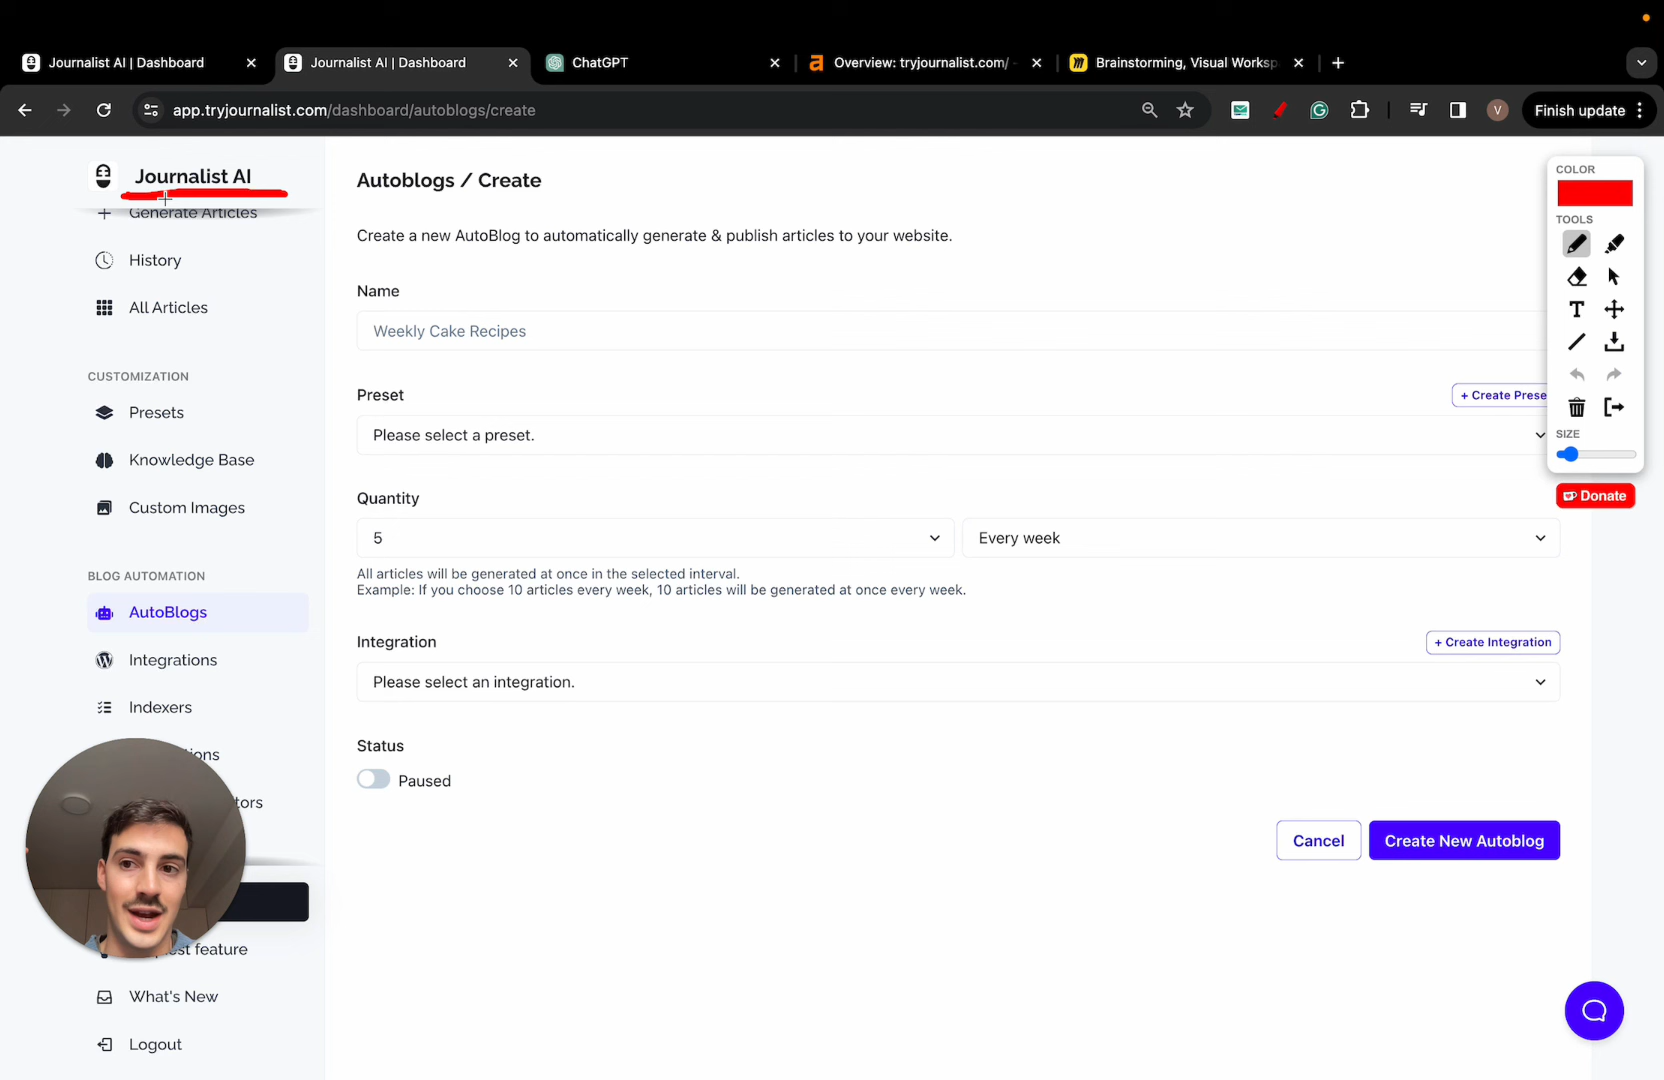 Journalist AI | Dashboard
Journalist AI | Dashboard
ChatGPT
Overview: tryjournalist.com/
Brainstorming, Visual Worksp
app.tryjournalist.com/dashboard/autoblogs/create
Finish update
V
Journalist AI
Generate Articles
History
All Articles
CUSTOMIZATION
Presets
Knowledge Base
Custom Images
BLOG AUTOMATION
AutoBlogs
Integrations
Indexers
ions
tors
est feature
What's New
Logout
Autoblogs / Create
Create a new AutoBlog to automatically generate & publish articles to your website.
Name
Weekly Cake Recipes
Preset
+ Create Prese
Please select a preset.
Quantity
5
Every week
All articles will be generated at once in the selected interval.
Example: If you choose 10 articles every week, 10 articles will be generated at once every week.
Integration
+ Create Integration
Please select an integration.
Status
Paused
Cancel
Create New Autoblog
COLOR
TOOLS
T
SIZE
Donate